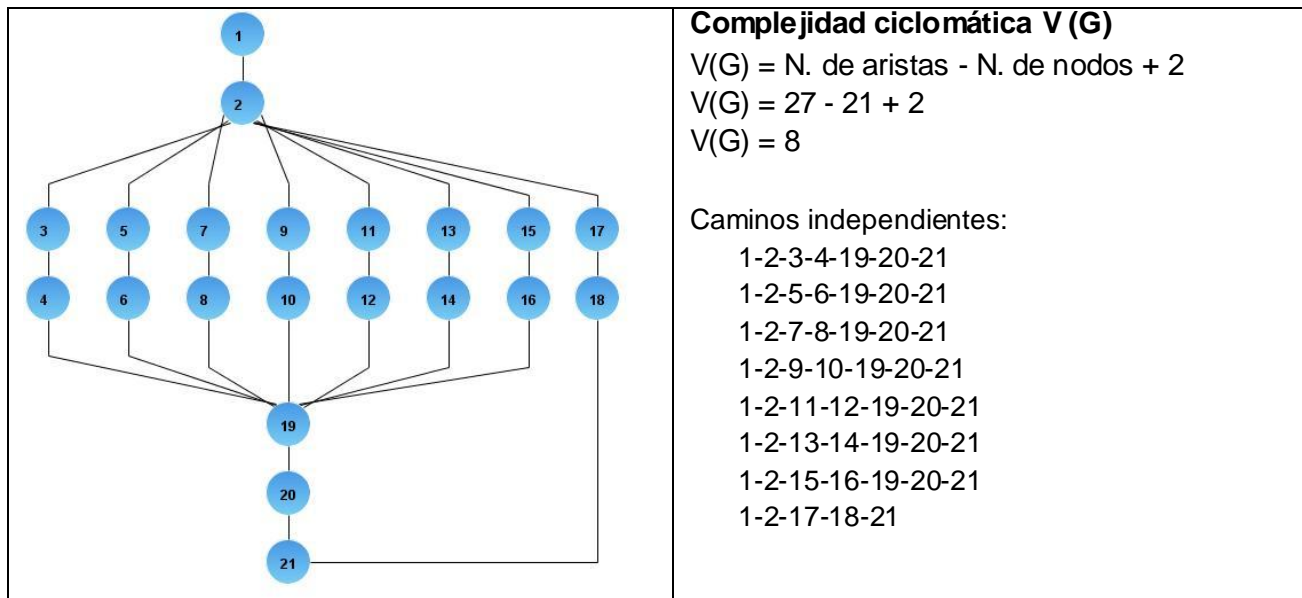 1
2
3 5 7 9 11 13 15 17
4 6 8 10 12 14 16 18
19
20
21
Complejidad ciclomática V (G)
V(G) = N. de aristas - N. de nodos + 2
V(G) = 27 - 21 + 2
V(G) = 8
Caminos independientes:
1-2-3-4-19-20-21
1-2-5-6-19-20-21
1-2-7-8-19-20-21
1-2-9-10-19-20-21
1-2-11-12-19-20-21
1-2-13-14-19-20-21
1-2-15-16-19-20-21
1-2-17-18-21